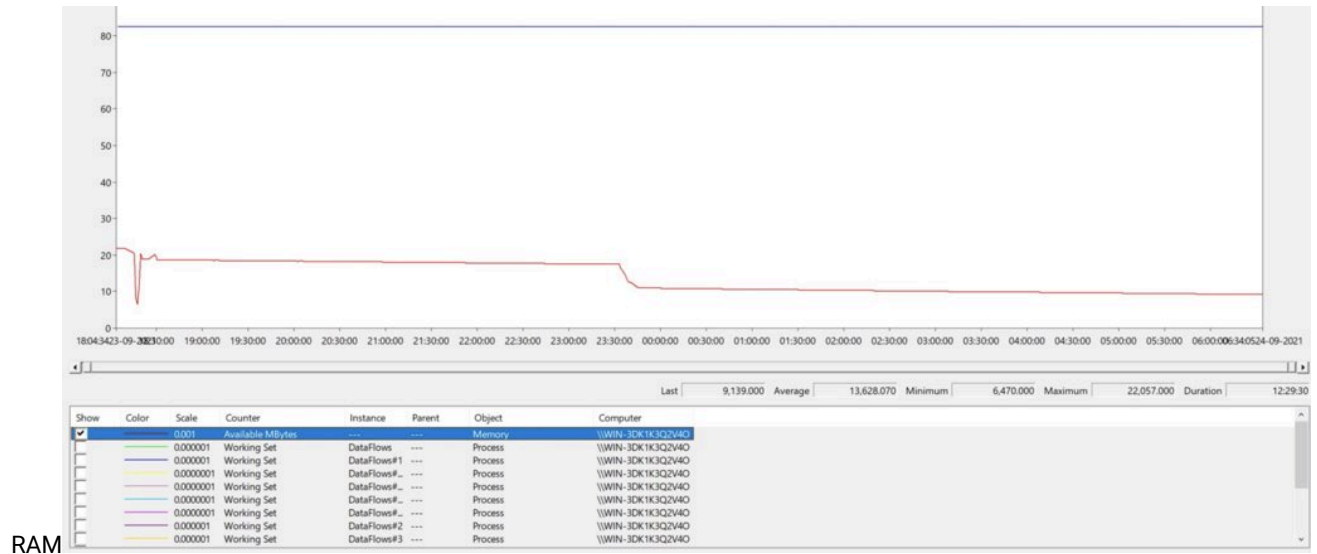 80
70
60
50
40
30
20
10
0
19:00:00 19:30:00 20:00:00 20:30:00 21:00:00 21:30:00 22:00:00 22:30:00 23:00:00 23:30:00 00:00:00 00:30:00 01:00:00 01:30:00 02:00:00 02:30:00 03:00:00 03:30:00 04:00:00 04:30:00 05:00:00 05:30:00
Last 9,139.000 Average 13,628.070 Minimum 6,470.000 Maximum 22,057.000 Duration 12:29:30
Show Color Scale Counter Instance Parent Object Computer
0.001 Available MBytes --- --- Memory \\WIN-3DK1K3Q2V4O
0.000001 Working Set DataFlows --- Process \\WIN-3DK1K3Q2V4O
0.000001 Working Set DataFlows#1 --- Process \\WIN-3DK1K3Q2V4O
0.0000001 Working Set DataFlows#... --- Process \\WIN-3DK1K3Q2V4O
0.0000001 Working Set DataFlows#... --- Process \\WIN-3DK1K3Q2V4O
0.0000001 Working Set DataFlows#... --- Process \\WIN-3DK1K3Q2V4O
0.0000001 Working Set DataFlows#... --- Process \\WIN-3DK1K3Q2V4O
0.000001 Working Set DataFlows#2 --- Process \\WIN-3DK1K3Q2V4O
0.000001 Working Set DataFlows#3 --- Process \\WIN-3DK1K3Q2V4O
RAM